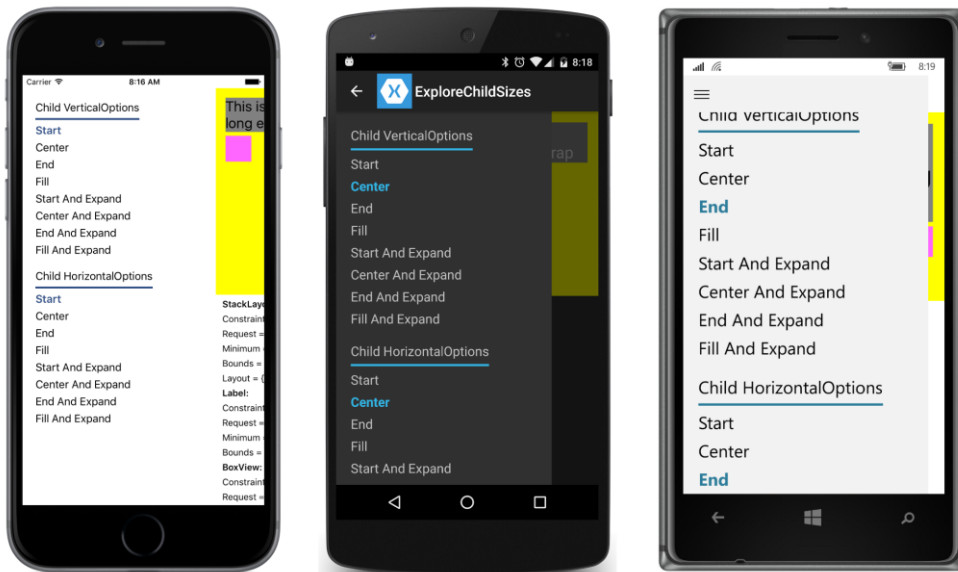 Carrier
8:16 AM
Child VerticalOptions
Start
Center
End
Fill
Start And Expand
Center And Expand
End And Expand
Fill And Expand
Child HorizontalOptions
Start
Center
End
Fill
Start And Expand
Center And Expand
End And Expand
Fill And Expand
This is
long e
StackLayo
Constraint
Request =
Minimum =
Bounds =
Layout = {
Label:
Constraint
Request =
Minimum
Bounds =
BoxView:
Constraint
Request =
8:18
ExploreChildSizes
Child VerticalOptions
Start
Center
End
Fill
Start And Expand
Center And Expand
End And Expand
Fill And Expand
Child HorizontalOptions
Start
Center
End
Fill
Start And Expand
rap
8:19
Child VerticalOptions
Start
Center
End
Fill
Start And Expand
Center And Expand
End And Expand
Fill And Expand
Child HorizontalOptions
Start
Center
End